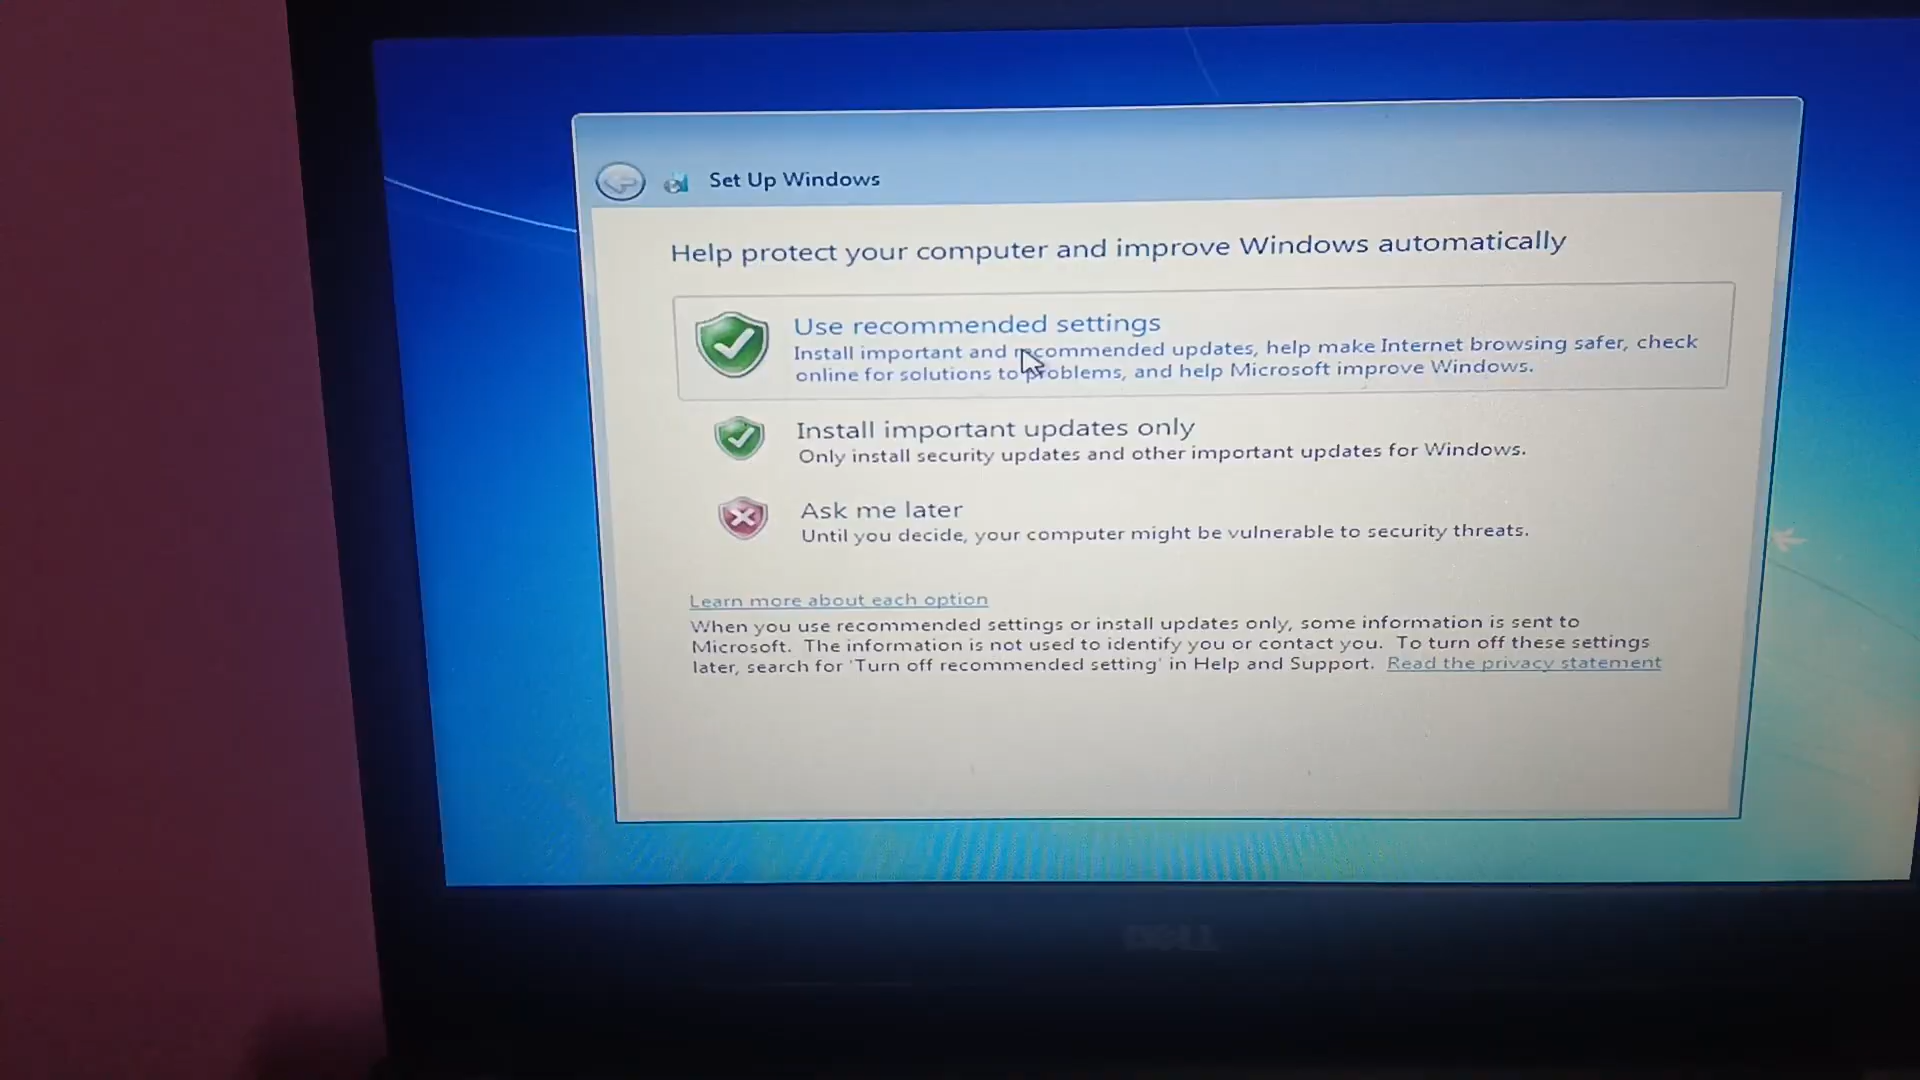 Set Up Windows
Help protect your computer and improve Windows automatically
Use recommended settings
Install important and recommended updates, help make Internet browsing safer, check
online for solutions to problems, and help Microsoft improve Windows.
Install important updates only
Only install security updates and other important updates for Windows.
Ask me later
Until you decide, your computer might be vulnerable to security threats.
Learn more about each option
When you use recommended settings or install updates only, some information is sent to
Microsoft. The information is not used to identify you or contact you. To turn off these settings
later, search for 'Turn off recommended setting' in Help and Support. Read the privacy statement
DELL